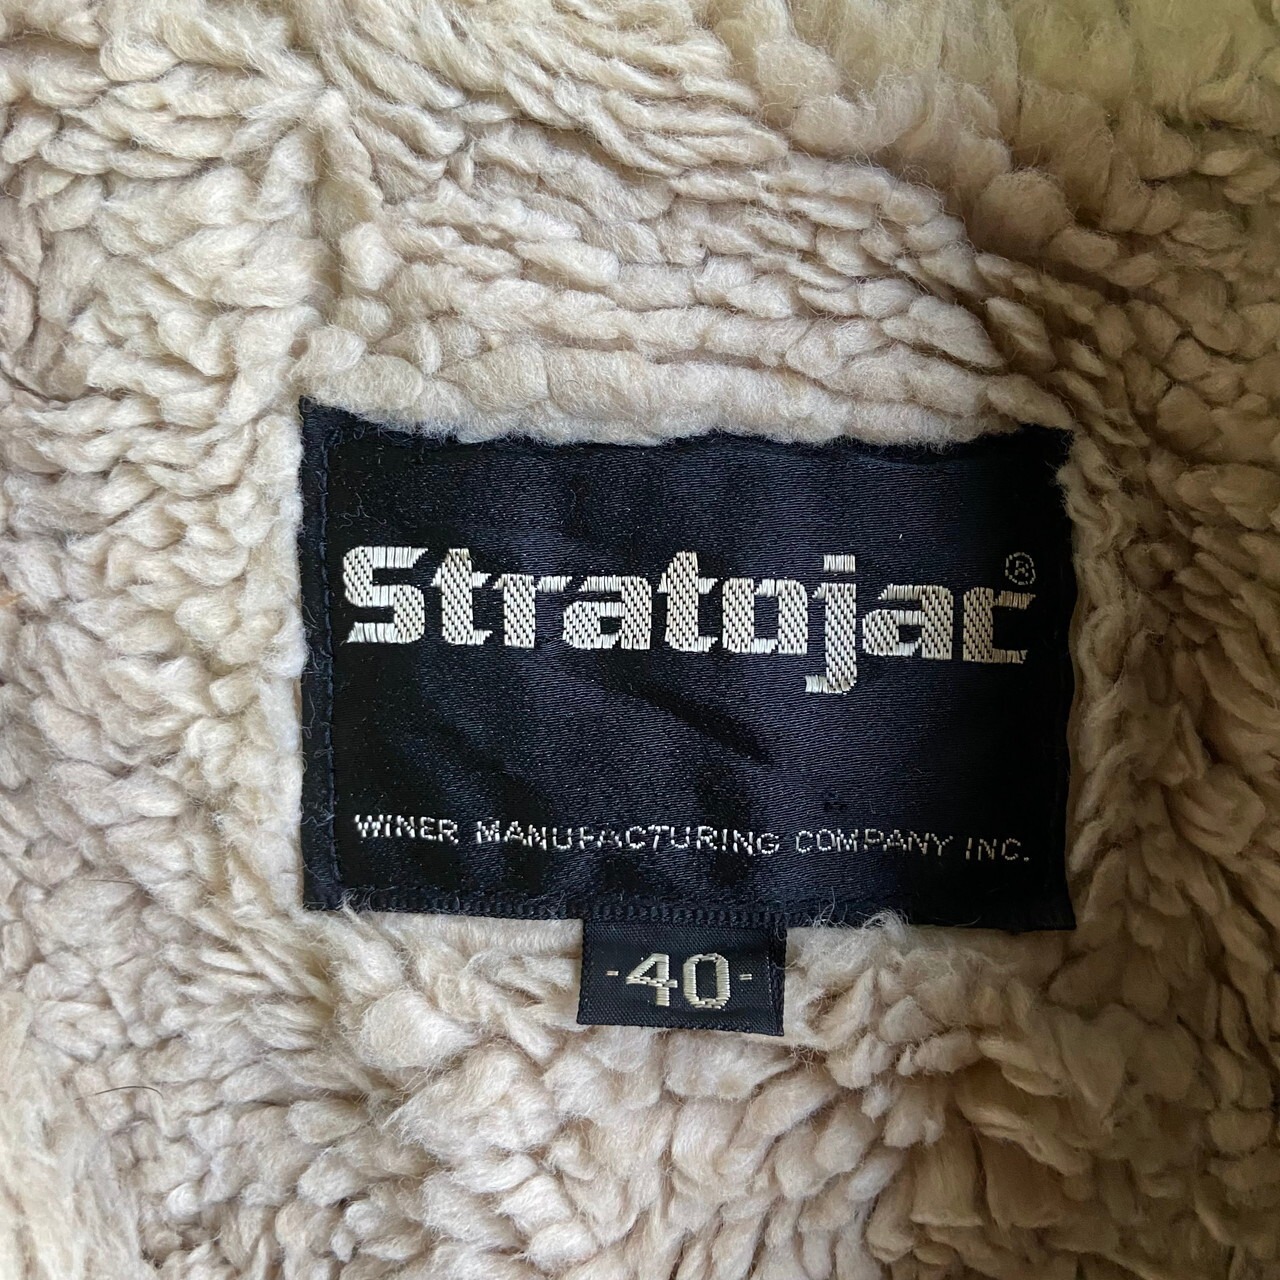 Stratojac®
WINER MANUFACTURING COMPANY INC.
-40-